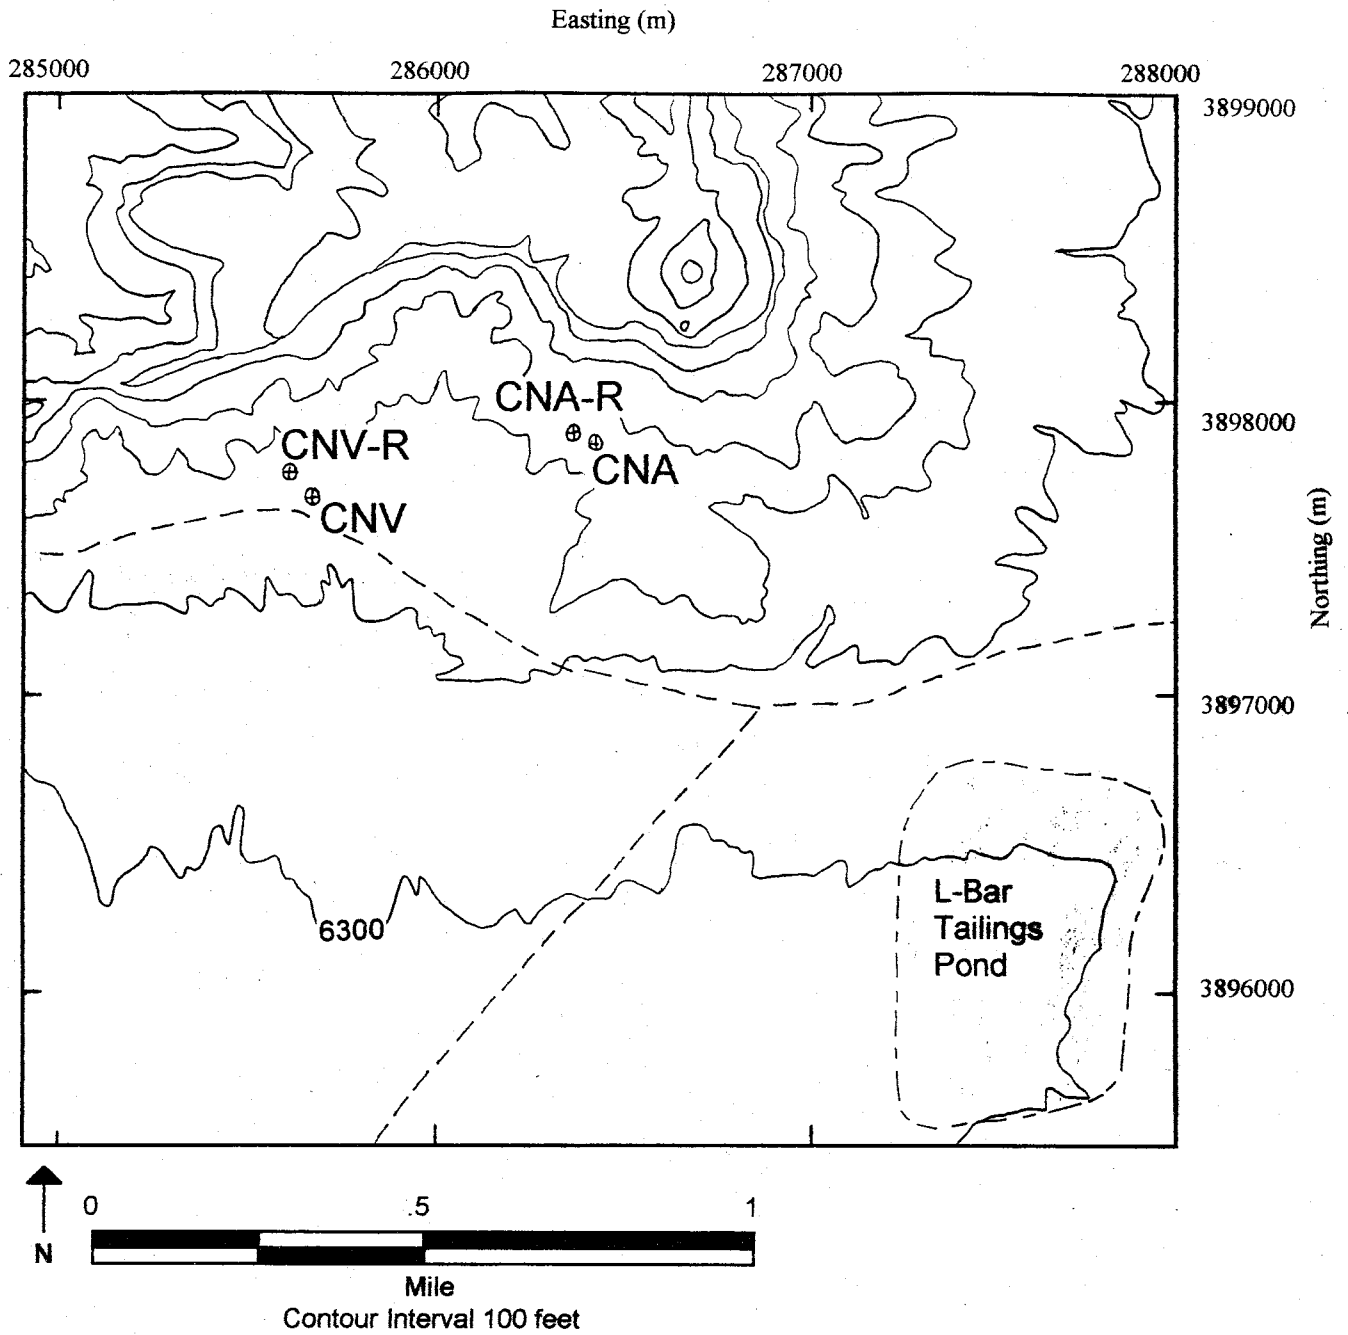 Easting (m)
285000 286000 287000 288000
3899000
CNA-R
3898000
CNV-R
CNA
CNV
Northing (m)
3897000
L-Bar
Tailings
Pond
6300
3896000
0 .5 1
N
Mile
Contour Interval 100 feet